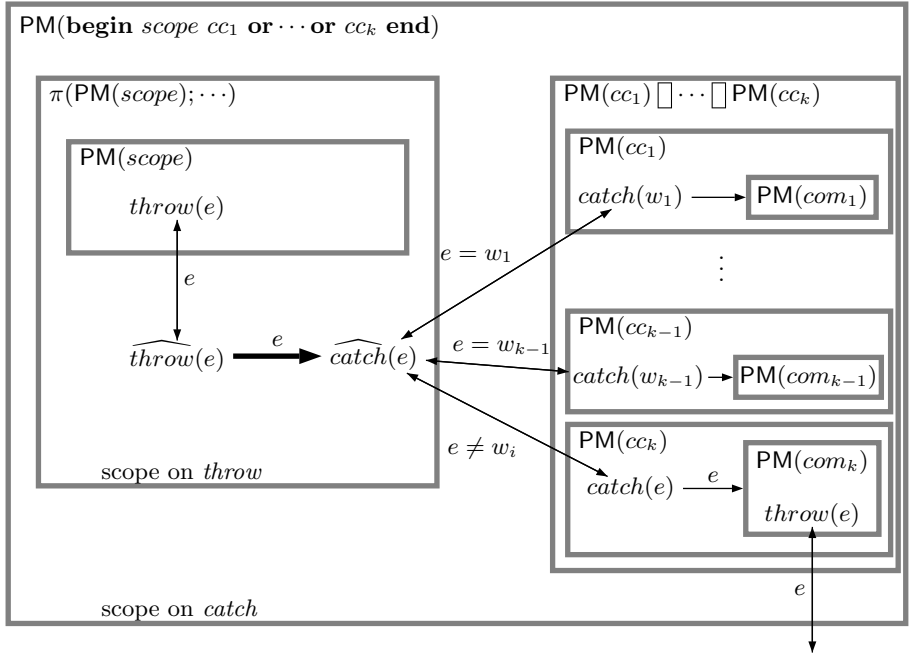 PM(begin scope cc₁ or ··· or ccₖ end)
π(PM(scope); ···)
PM(scope)
throw(e)
e
throw(e)
e
catch(e)
scope on throw
e = w₁
e = wₖ₋₁
e ≠ wᵢ
PM(cc₁) □ ··· □ PM(ccₖ)
PM(cc₁)
catch(w₁)
PM(com₁)
⋮
PM(ccₖ₋₁)
catch(wₖ₋₁)
PM(comₖ₋₁)
PM(ccₖ)
catch(e)
e
PM(comₖ)
throw(e)
e
scope on catch